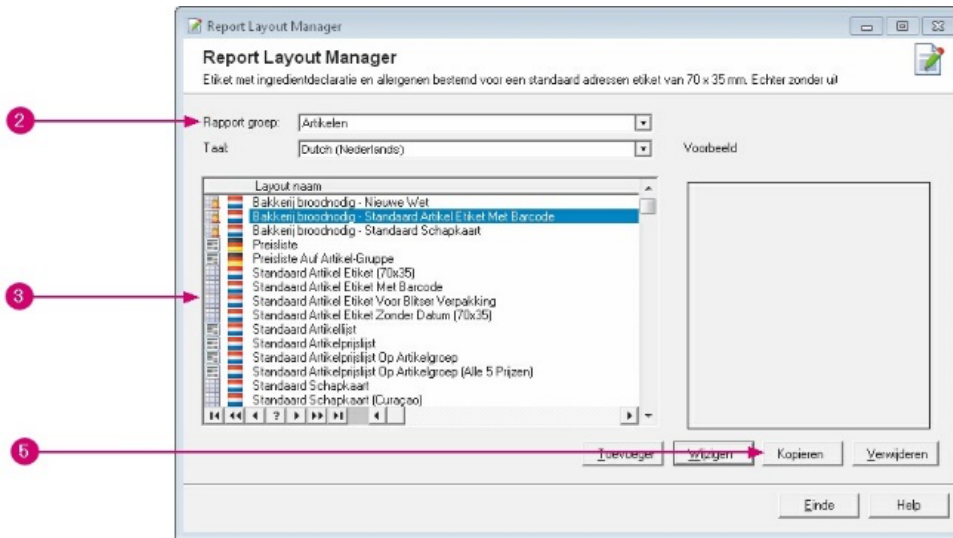 Report Layout Manager
Report Layout Manager
Etiket met ingredientdeclaratie en allergenen bestemd voor een standaard adressen etiket van 70 x 35 mm. Echter zonder uit
2
Rapport groep: Artikelen
Taal: Dutch (Nederlands)
Voorbeeld
Layout naam
Bakkerij broodnodig - Nieuwe Wet
Bakkerij broodnodig - Standaard Artikel Etiket Met Barcode
Bakkerij broodnodig - Standaard Schapkaart
Preisliste
Preisliste Auf Artikel-Gruppe
Standaard Artikel Etiket (70x35)
Standaard Artikel Etiket Met Barcode
3
Standaard Artikel Etiket Voor Blitser Verpakking
Standaard Artikel Etiket Zonder Datum (70x35)
Standaard Artikellijst
Standaard Artikelprijslijst
Standaard Artikelprijslijst Op Artikelgroep
Standaard Artikelprijslijst Op Artikelgroep (Alle 5 Prijzen)
Standaard Schapkaart
Standaard Schapkaart (Curaçao)
?
5
Toevoegen Wijzigen Kopieren Verwijderen
Einde Help